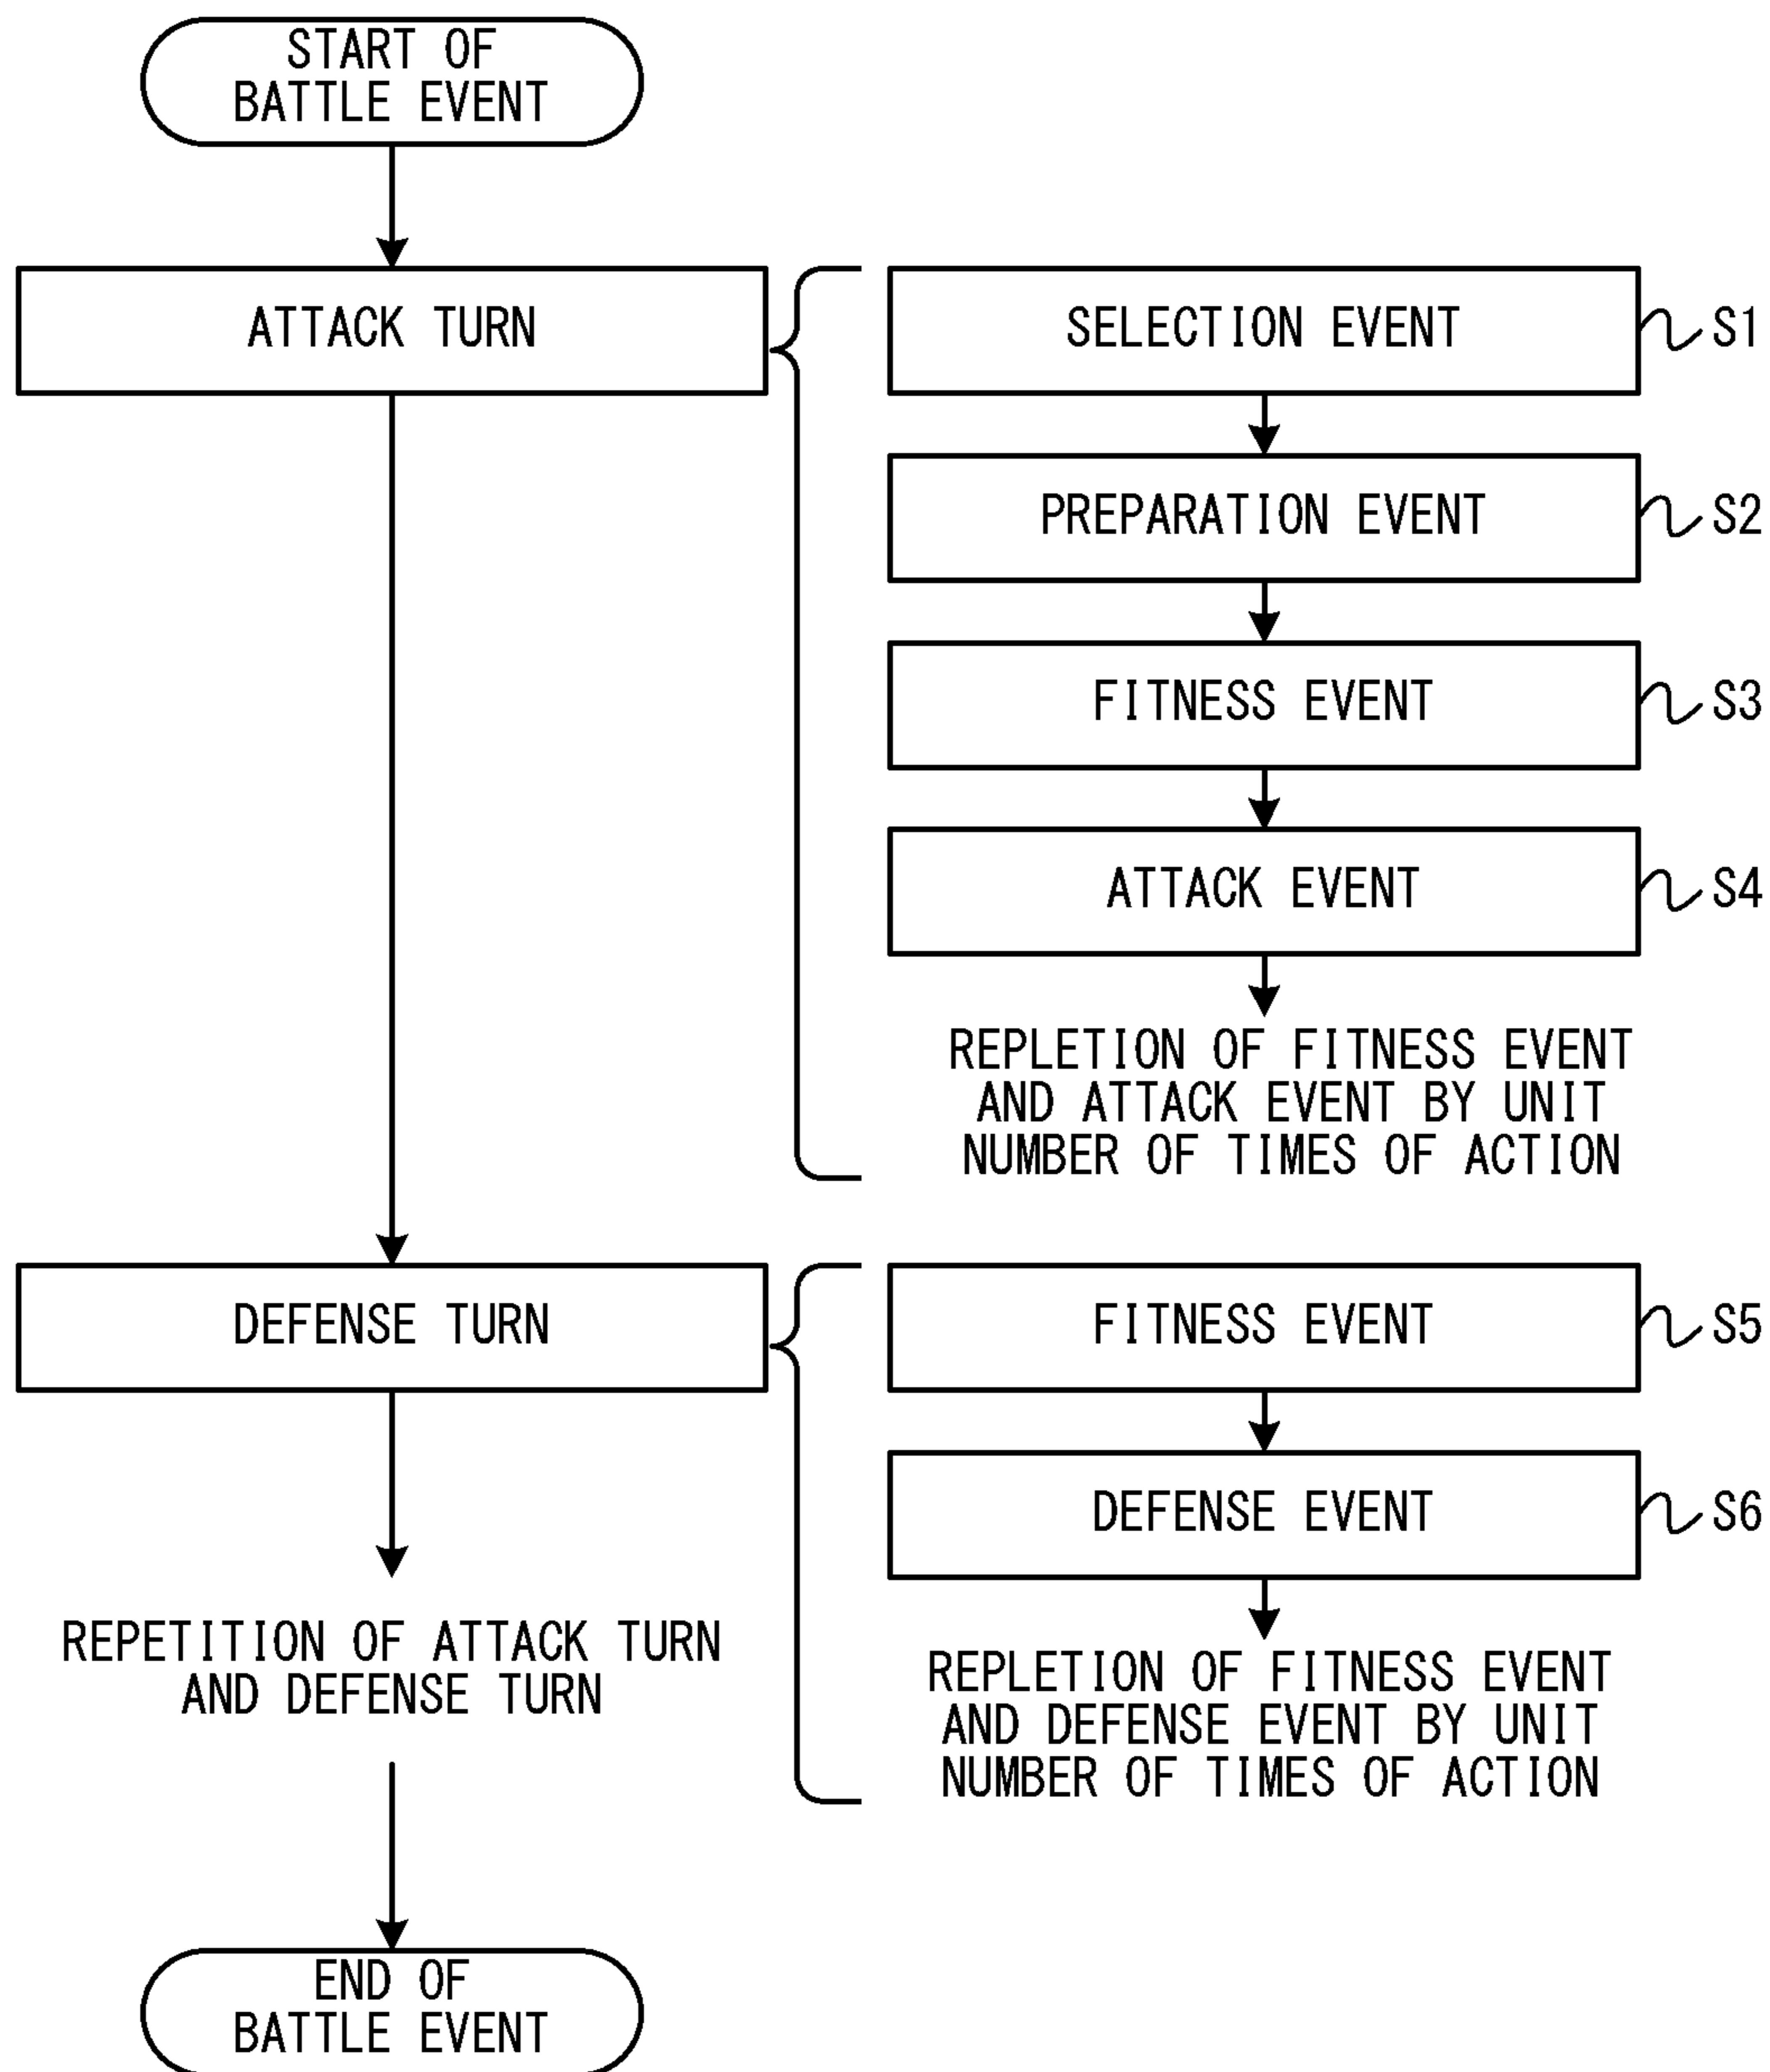 START OF
BATTLE EVENT
ATTACK TURN
SELECTION EVENT
S1
PREPARATION EVENT
S2
FITNESS EVENT
S3
ATTACK EVENT
S4
REPLETION OF FITNESS EVENT
AND ATTACK EVENT BY UNIT
NUMBER OF TIMES OF ACTION
DEFENSE TURN
FITNESS EVENT
S5
DEFENSE EVENT
S6
REPLETION OF FITNESS EVENT
AND DEFENSE EVENT BY UNIT
NUMBER OF TIMES OF ACTION
REPETITION OF ATTACK TURN
AND DEFENSE TURN
END OF
BATTLE EVENT